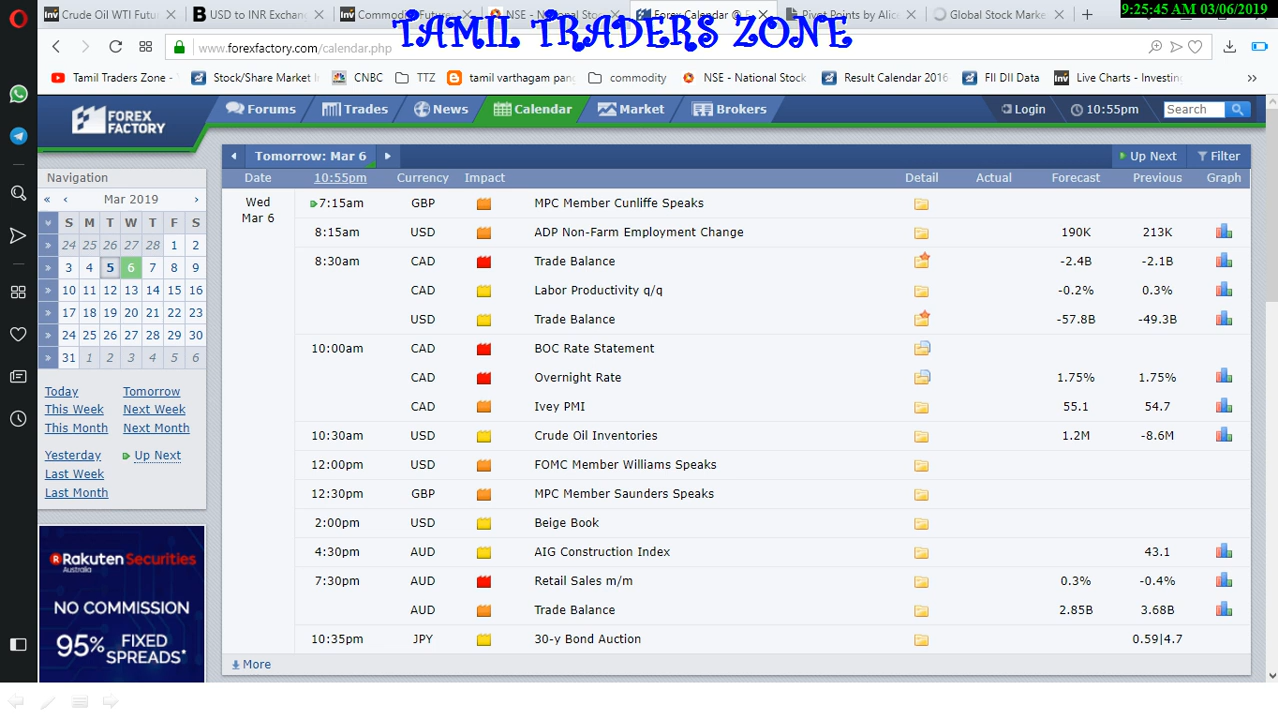 Crude Oil WTI Futu
USD to INR Exchan
Commodity Futures
NSE - National Sto
Forex Calendar @ F
Pivot Points by Alice
Global Stock Marke
9:25:45 AM 03/06/2019
TAMIL TRADERS ZONE
www.forexfactory.com/calendar.php
Tamil Traders Zone -
Stock/Share Market I
CNBC
TTZ
tamil varthagam pang
commodity
NSE - National Stock
Result Calendar 2016
FII DII Data
Live Charts - Investing
FOREX FACTORY
Forums Trades News Calendar Market Brokers
Login 10:55pm Search
Navigation
Mar 2019
S M T W T F S
24 25 26 27 28 1 2
3 4 5 6 7 8 9
10 11 12 13 14 15 16
17 18 19 20 21 22 23
24 25 26 27 28 29 30
31 1 2 3 4 5 6
Today Tomorrow
This Week Next Week
This Month Next Month
Yesterday Up Next
Last Week
Last Month
Rakuten Securities
Australia
NO COMMISSION
95% FIXED SPREADS*
Tomorrow: Mar 6 Up Next Filter
Date 10:55pm Currency Impact Detail Actual Forecast Previous Graph
Wed Mar 6 7:15am GBP MPC Member Cunliffe Speaks
8:15am USD ADP Non-Farm Employment Change 190K 213K
8:30am CAD Trade Balance -2.4B -2.1B
CAD Labor Productivity q/q -0.2% 0.3%
USD Trade Balance -57.8B -49.3B
10:00am CAD BOC Rate Statement
CAD Overnight Rate 1.75% 1.75%
CAD Ivey PMI 55.1 54.7
10:30am USD Crude Oil Inventories 1.2M -8.6M
12:00pm USD FOMC Member Williams Speaks
12:30pm GBP MPC Member Saunders Speaks
2:00pm USD Beige Book
4:30pm AUD AIG Construction Index 43.1
7:30pm AUD Retail Sales m/m 0.3% -0.4%
AUD Trade Balance 2.85B 3.68B
10:35pm JPY 30-y Bond Auction 0.59|4.7
More